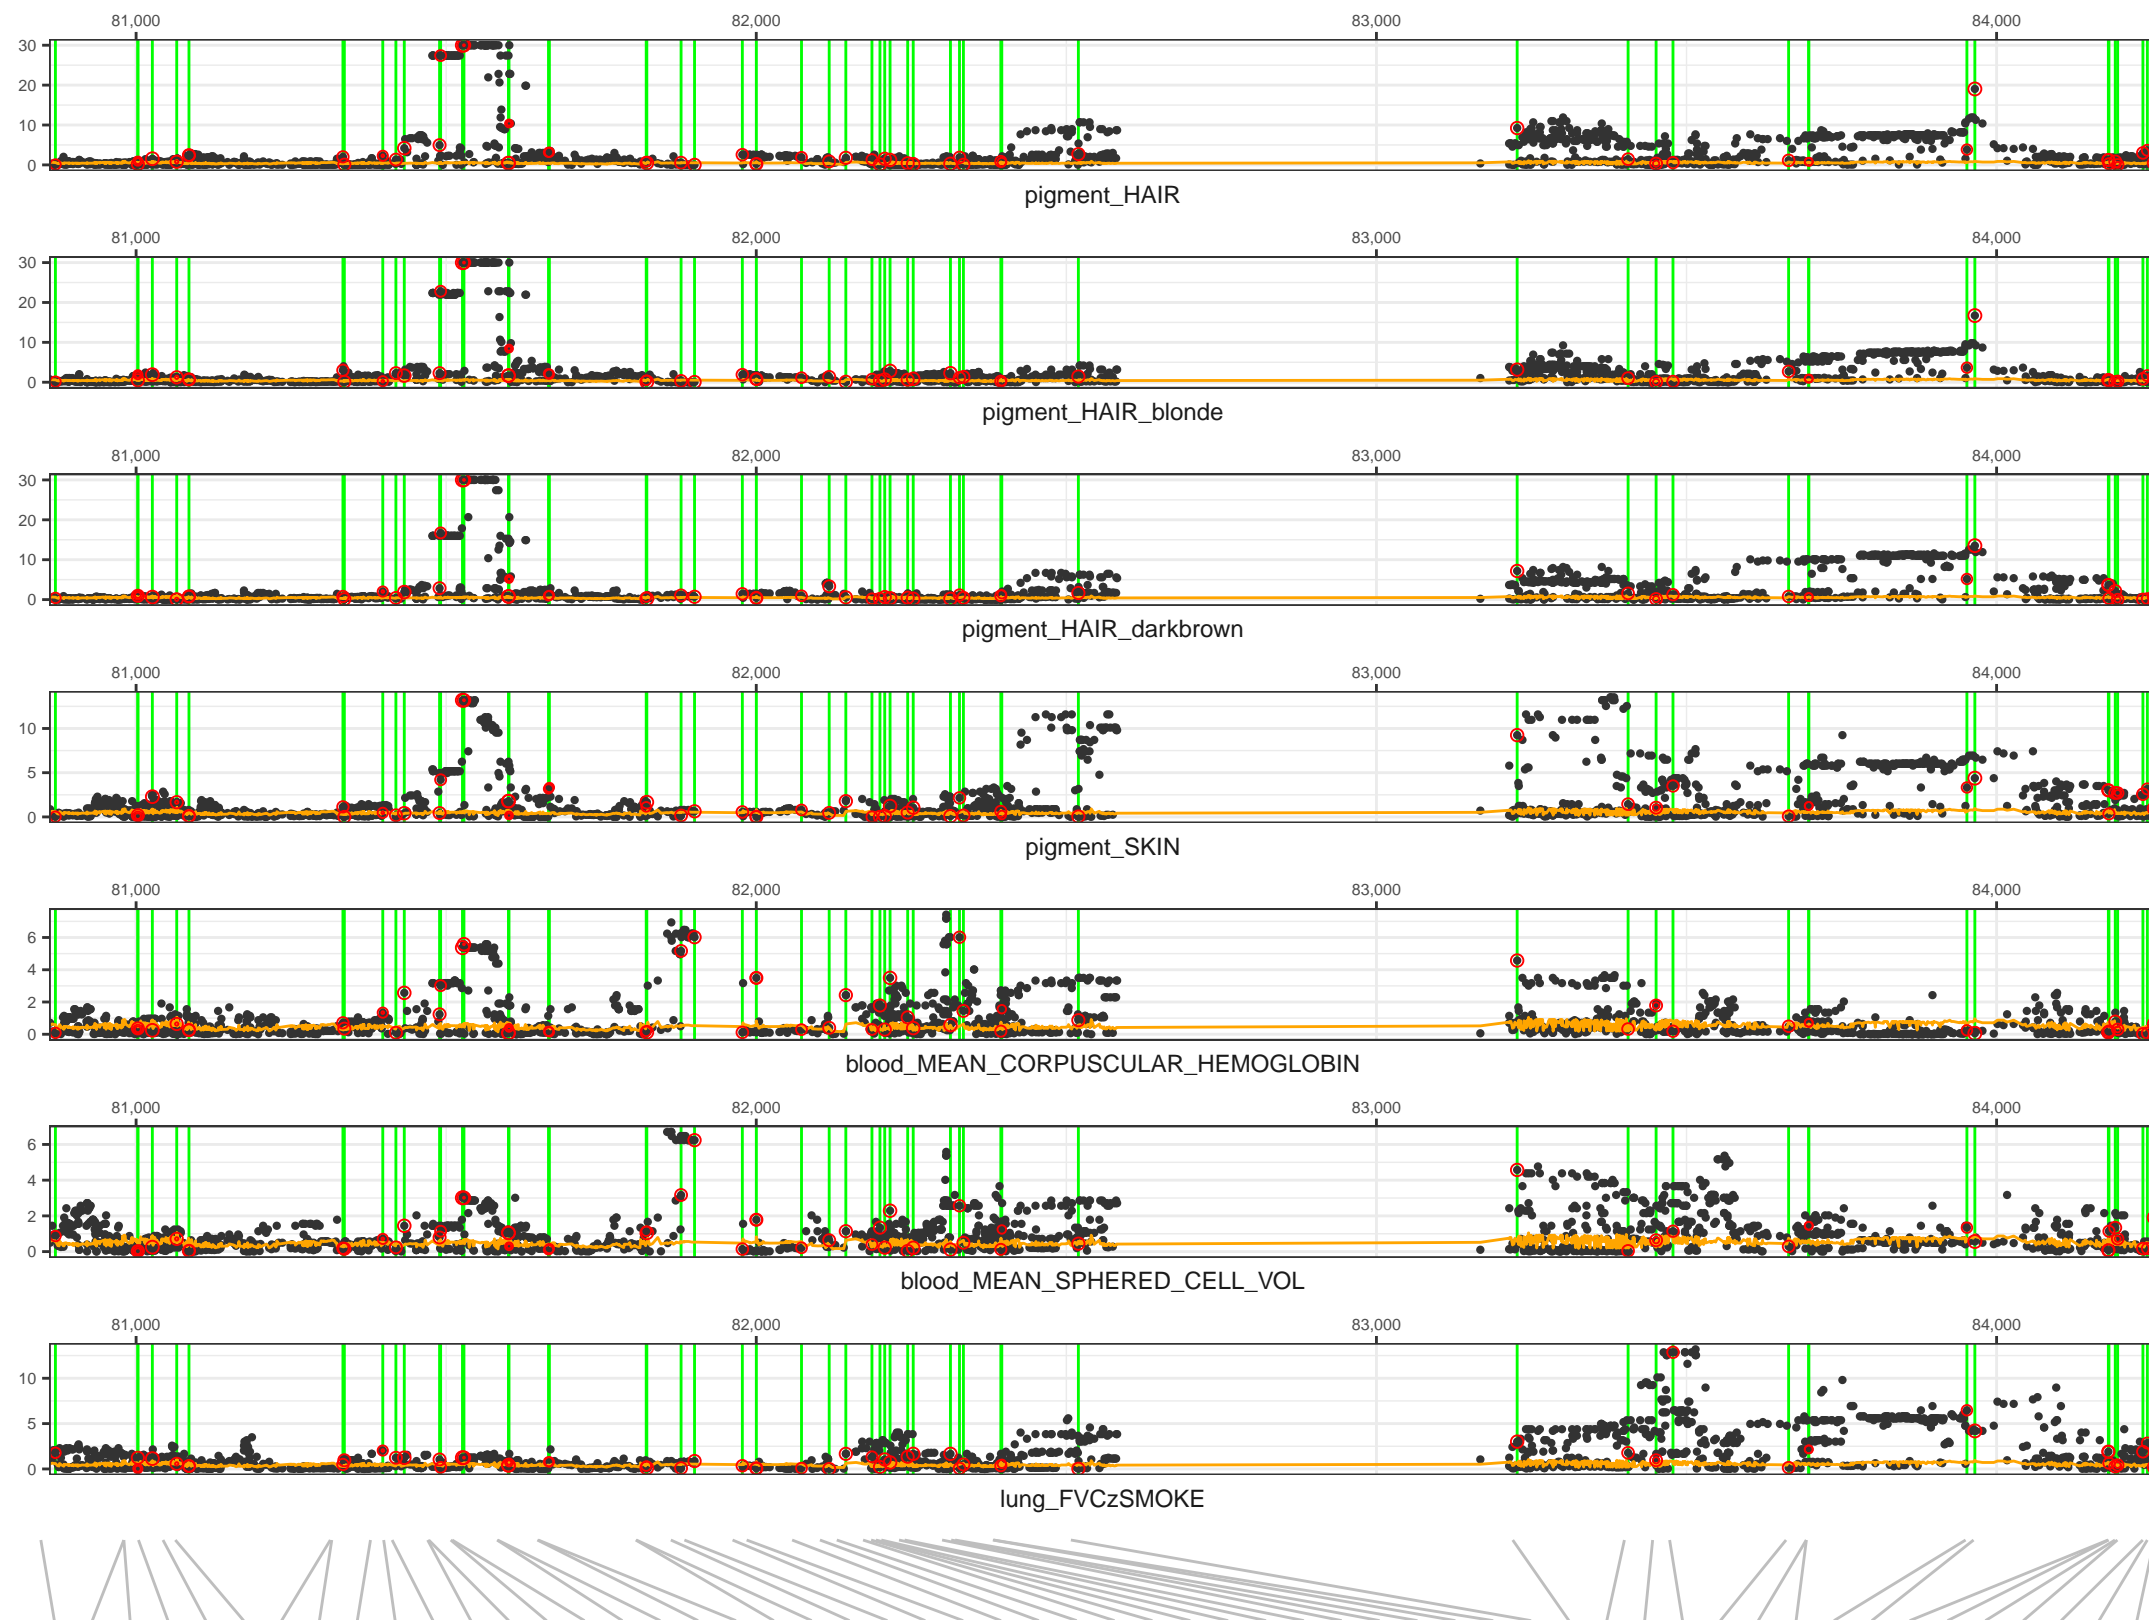 81,000 82,000 83,000 84,000
30
20
10
0
pigment_HAIR
81,000 82,000 83,000 84,000
30
20
10
0
pigment_HAIR_blonde
81,000 82,000 83,000 84,000
30
20
10
0
pigment_HAIR_darkbrown
81,000 82,000 83,000 84,000
10
5
0
pigment_SKIN
81,000 82,000 83,000 84,000
6
4
2
0
blood_MEAN_CORPUSCULAR_HEMOGLOBIN
81,000 82,000 83,000 84,000
6
4
2
0
blood_MEAN_SPHERED_CELL_VOL
81,000 82,000 83,000 84,000
10
5
0
lung_FVCzSMOKE